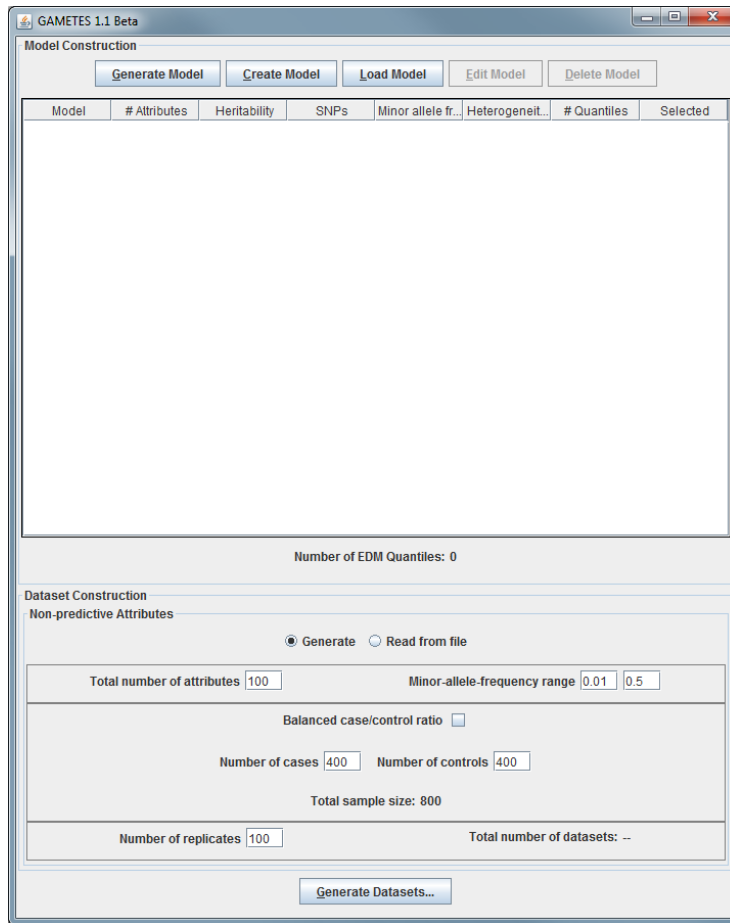 GAMETES 1.1 Beta
Model Construction
Generate Model Create Model Load Model Edit Model Delete Model
Model # Attributes Heritability SNPs Minor allele fr... Heterogeneit... # Quantiles Selected
Number of EDM Quantiles: 0
Dataset Construction
Non-predictive Attributes
Generate Read from file
Total number of attributes 100 Minor-allele-frequency range 0.01 0.5
Balanced case/control ratio
Number of cases 400 Number of controls 400
Total sample size: 800
Number of replicates 100 Total number of datasets: --
Generate Datasets...